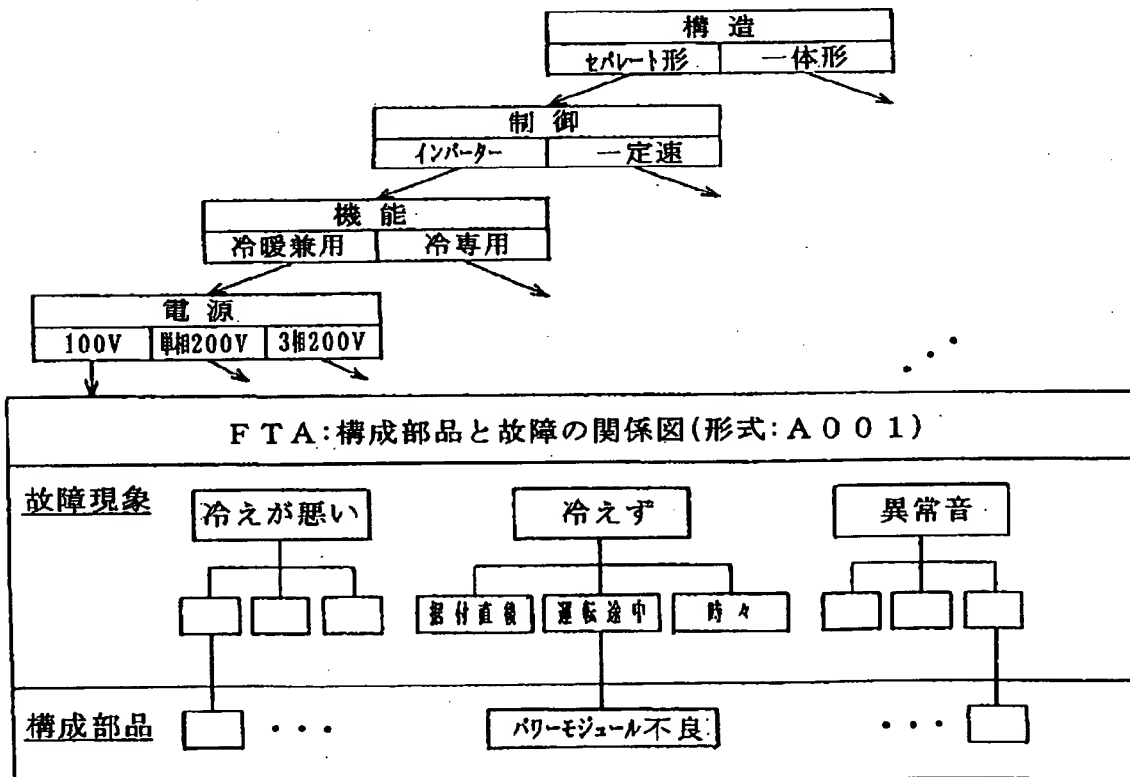 構造
セパレート形 一体形
制御
インバーター 一定速
機能
冷暖兼用 冷専用
電源
100V 単相200V 3相200V
FTA:構成部品と故障の関係図(形式:A001)
故障現象 冷えが悪い 冷えず 異常音
据付直後 運転途中 時々
構成部品 ・・・ パワーモジュール不良 ・・・